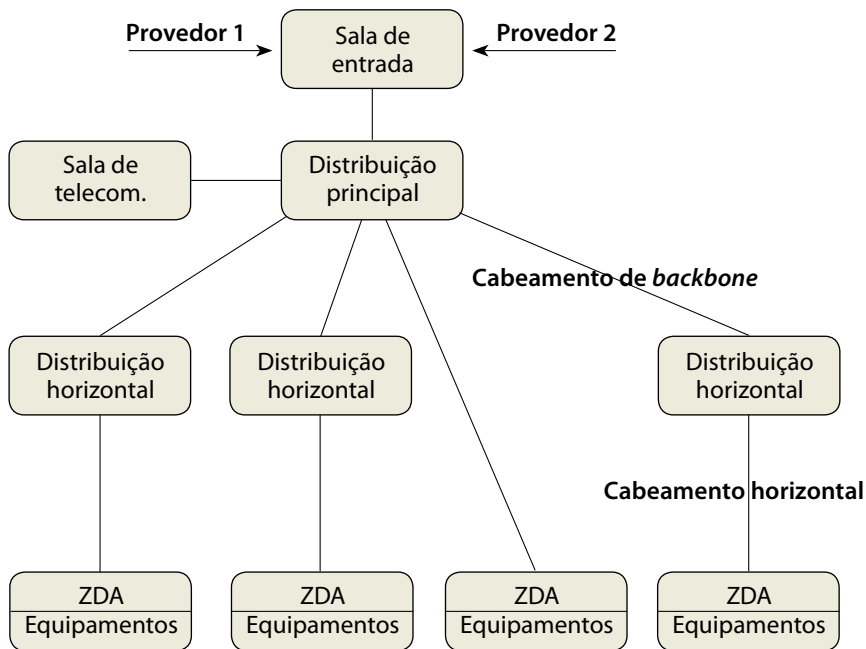 Provedor 1
Sala de
entrada
Provedor 2
Sala de
telecom.
Distribuição
principal
Cabeamento de backbone
Distribuição
horizontal
Distribuição
horizontal
Distribuição
horizontal
Cabeamento horizontal
ZDA
Equipamentos
ZDA
Equipamentos
ZDA
Equipamentos
ZDA
Equipamentos